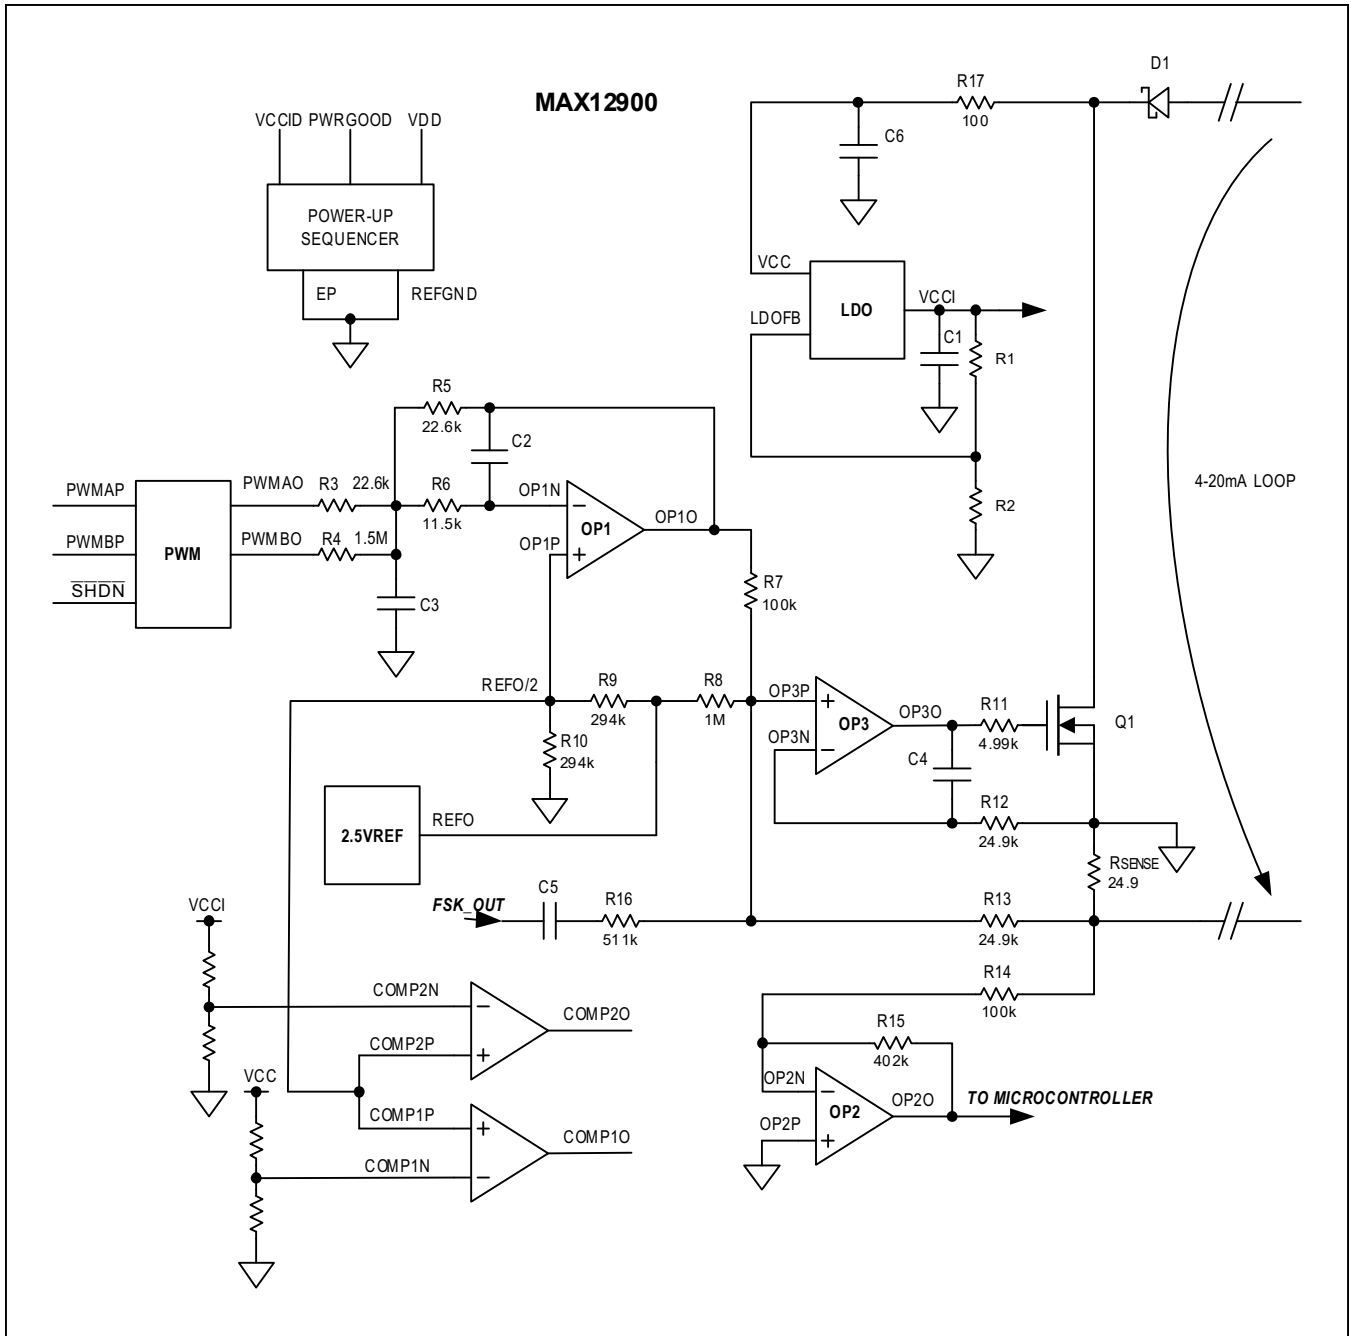 MAX12900
D1
R17
100
C6
VCCID PWRGOOD VDD
POWER-UP
SEQUENCER
EP
REFGND
VCC
LDOFB
LDO
VCCI
C1
R1
R2
4-20mA LOOP
R5
22.6k
C2
PWMAP
PWMBP
SHDN
PWM
PWMAO
R3
22.6k
PWMBO
R4
1.5M
R6
11.5k
C3
OP1N
OP1P
OP1
OP1O
R7
100k
REFO/2
R9
294k
R8
1M
R10
294k
OP3P
OP3N
OP3
OP3O
R11
4.99k
Q1
C4
R12
24.9k
RSENSE
24.9
2.5VREF
REFO
FSK_OUT
C5
R16
511k
R13
24.9k
R14
100k
R15
402k
OP2N
OP2P
OP2
OP2O
TO MICROCONTROLLER
VCCI
COMP2N
COMP2P
COMP2O
VCC
COMP1P
COMP1N
COMP1O